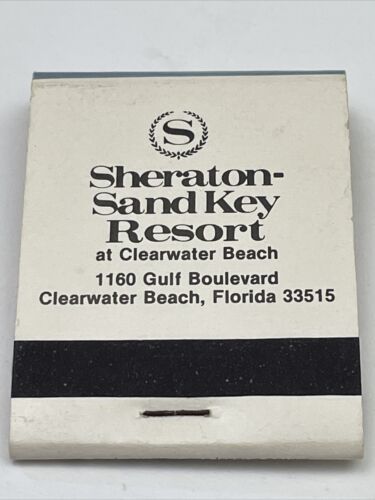 S
Sheraton-
Sand Key
Resort
at Clearwater Beach
1160 Gulf Boulevard
Clearwater Beach, Florida 33515